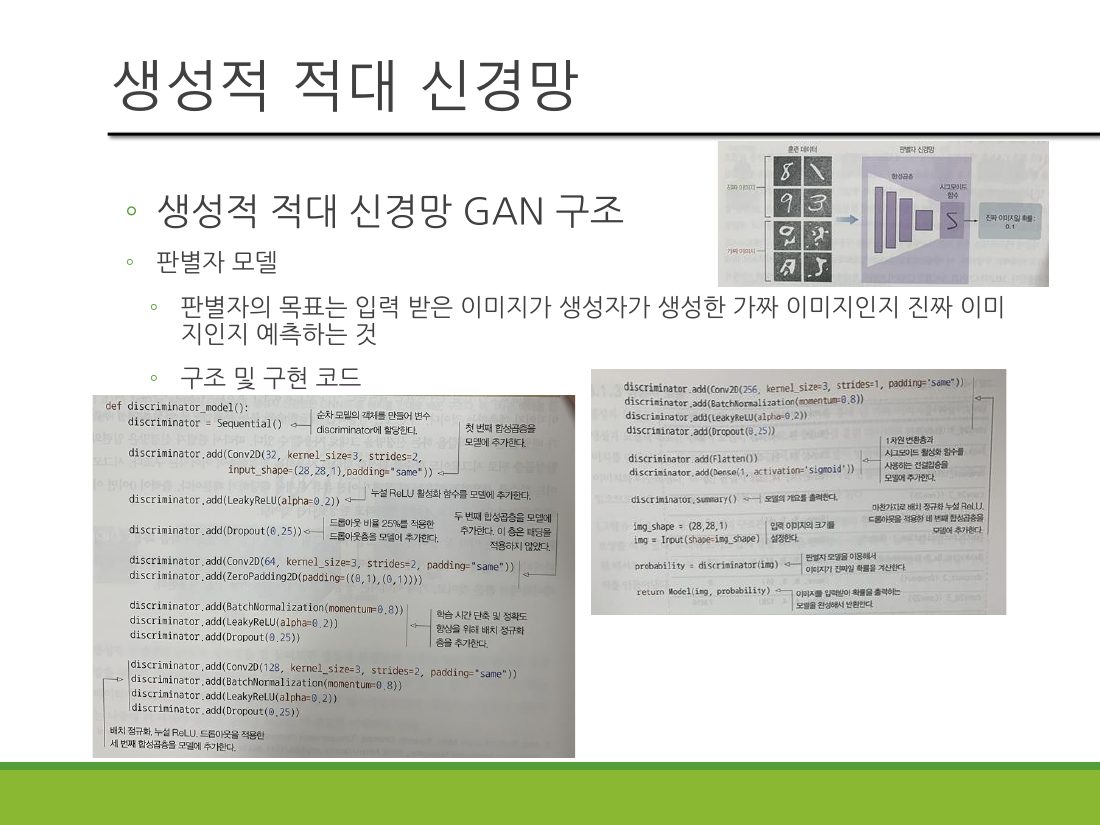 생성적 적대 신경망
생성적 적대 신경망 GAN 구조
판별자 모델
판별자의 목표는 입력 받은 이미지가 생성자가 생성한 가짜 이미지인지 진짜 이미
지인지 예측하는 것
구조 및 구현 코드
훈련 데이터
판별자 신경망
진짜 이미지
가짜 이미지
합성곱층
시그모이드
함수
진짜 이미지일 확률:
0.1
def discriminator_model():
discriminator = Sequential()
순차 모델의 객체를 만들어 변수
discriminator에 할당한다.
첫 번째 합성곱층을
모델에 추가한다.
discriminator.add(Conv2D(32, kernel_size=3, strides=2,
input_shape=(28,28,1),padding="same"))
discriminator.add(LeakyReLU(alpha=0.2))
누설 ReLU 활성화 함수를 모델에 추가한다.
discriminator.add(Dropout(0.25))
드롭아웃 비율 25%를 적용한
드롭아웃층을 모델에 추가한다.
두 번째 합성곱층을 모델에
추가한다. 이 층은 패딩을
적용하지 않았다.
discriminator.add(Conv2D(64, kernel_size=3, strides=2, padding="same"))
discriminator.add(ZeroPadding2D(padding=((0,1),(0,1))))
discriminator.add(BatchNormalization(momentum=0.8))
discriminator.add(LeakyReLU(alpha=0.2))
discriminator.add(Dropout(0.25))
학습 시간 단축 및 정확도
향상을 위해 배치 정규화
층을 추가한다.
discriminator.add(Conv2D(128, kernel_size=3, strides=2, padding="same"))
discriminator.add(BatchNormalization(momentum=0.8))
discriminator.add(LeakyReLU(alpha=0.2))
discriminator.add(Dropout(0.25))
배치 정규화, 누설 ReLU, 드롭아웃을 적용한
세 번째 합성곱층을 모델에 추가한다.
discriminator.add(Conv2D(256, kernel_size=3, strides=1, padding="same"))
discriminator.add(BatchNormalization(momentum=0.8))
discriminator.add(LeakyReLU(alpha=0.2))
discriminator.add(Dropout(0.25))
discriminator.add(Flatten())
discriminator.add(Dense(1, activation='sigmoid'))
1차원 변환층과
시그모이드 활성화 함수를
사용하는 전결합층을
모델에 추가한다.
discriminator.summary()
모델의 개요를 출력한다.
마찬가지로 배치 정규화 누설 ReLU,
드롭아웃을 적용한 네 번째 합성곱층을
모델에 추가한다.
img_shape = (28,28,1)
img = Input(shape=img_shape)
입력 이미지의 크기를
설정한다.
probability = discriminator(img)
판별자 모델을 이용해서
이미지가 진짜일 확률을 계산한다.
return Model(img, probability)
이미지를 입력받아 확률을 출력하는
모델을 완성해서 반환한다.